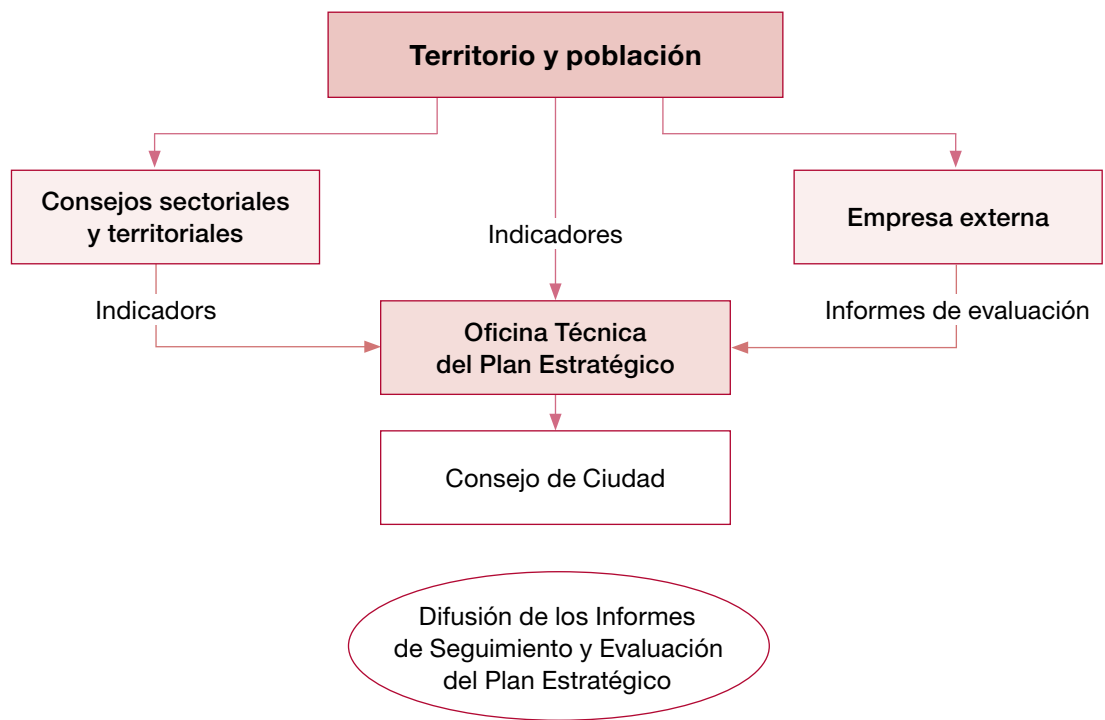 Territorio y población
Consejos sectoriales
y territoriales
Indicadores
Empresa externa
Indicadors
Informes de evaluación
Oficina Técnica
del Plan Estratégico
Consejo de Ciudad
Difusión de los Informes
de Seguimiento y Evaluación
del Plan Estratégico